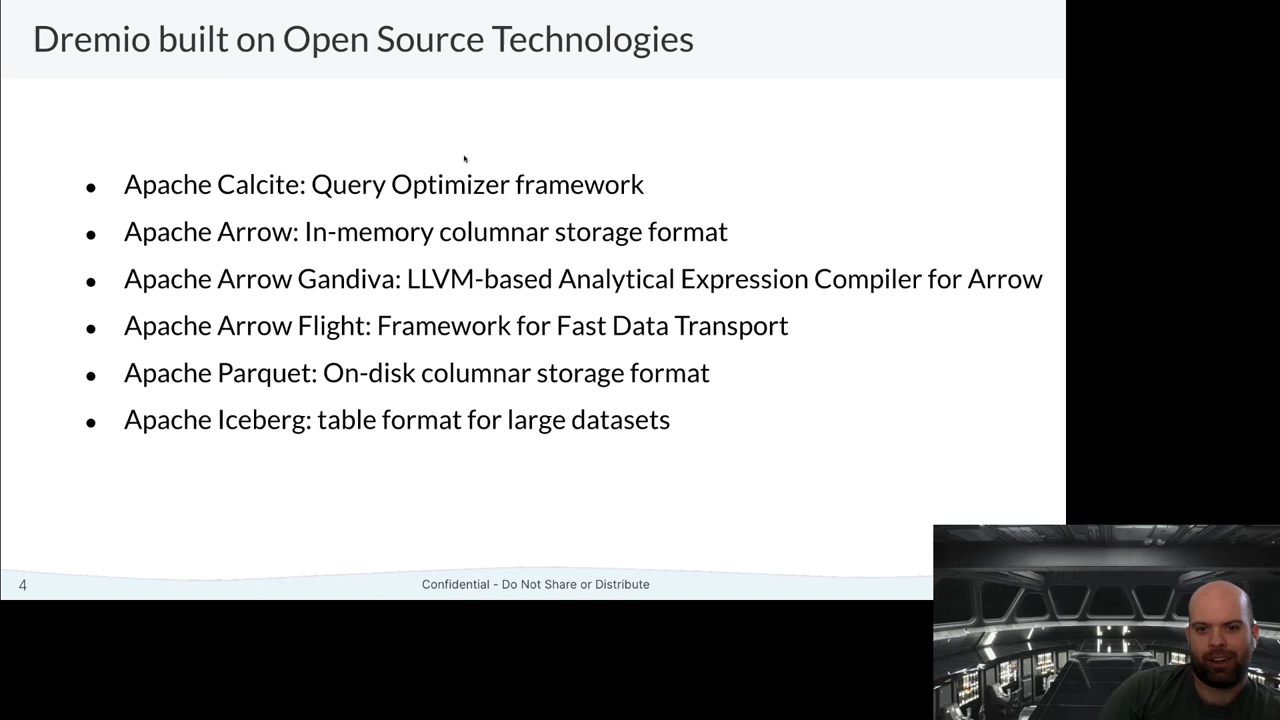 Dremio built on Open Source Technologies
● Apache Calcite: Query Optimizer framework
● Apache Arrow: In-memory columnar storage format
● Apache Arrow Gandiva: LLVM-based Analytical Expression Compiler for Arrow
● Apache Arrow Flight: Framework for Fast Data Transport
● Apache Parquet: On-disk columnar storage format
● Apache Iceberg: table format for large datasets
4
Confidential - Do Not Share or Distribute